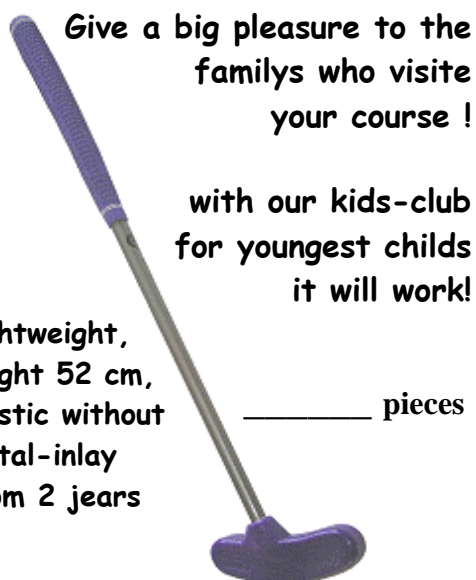 Give a big pleasure to the
familys who visite
your course !
with our kids-club
for youngest childs
it will work!
htweight,
ght 52 cm,
stic without
tal-inlay
om 2 jears
______ pieces